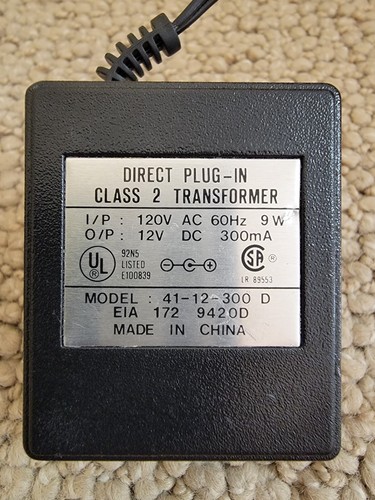 DIRECT PLUG-IN
CLASS 2 TRANSFORMER
I/P : 120V AC 60Hz 9W
O/P : 12V DC 300mA
UL
®
92N5
LISTED
E100839
- +
SA
®
LR 89553
MODEL : 41-12-300 D
EIA 172 9420D
MADE IN CHINA